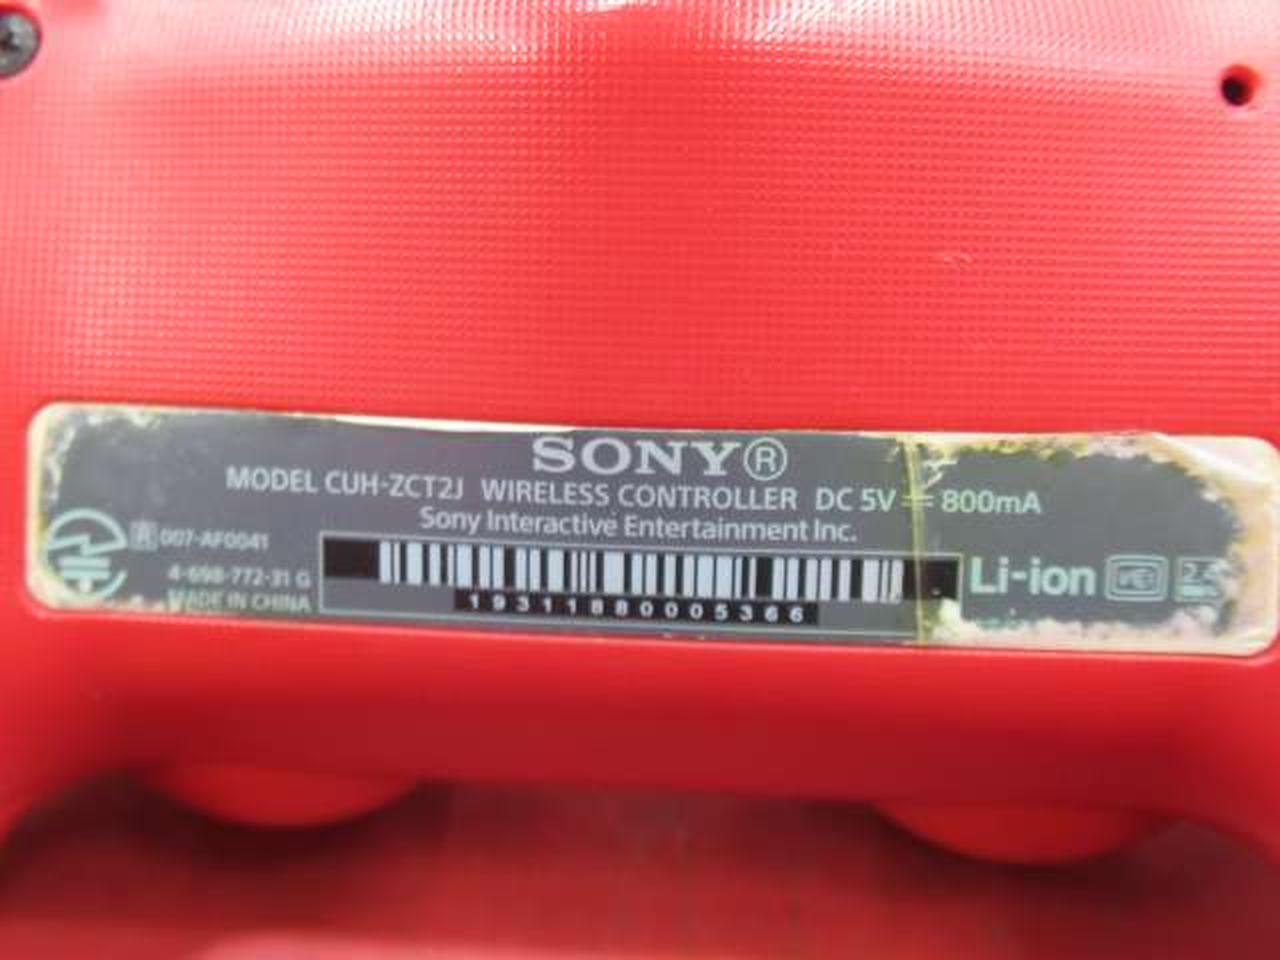 SONY®
MODEL CUH-ZCT2J WIRELESS CONTROLLER DC 5V ⎓ 800mA
Sony Interactive Entertainment Inc.
R 007-AF0041
4-698-772-31 G
MADE IN CHINA
19311880005366
Li-ion